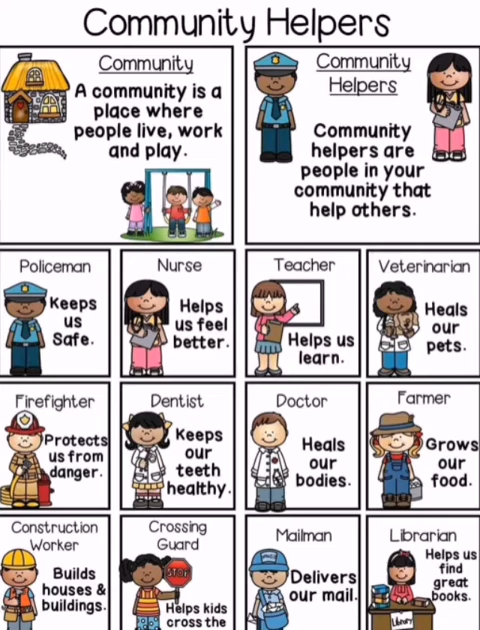 Community Helpers
Community
A community is a
place where
people live, work
and play.
Community
Helpers
Community
helpers are
people in your
community that
help others.
Policeman
Keeps
us
Safe.
Nurse
Helps
us feel
better.
Teacher
Helps us
learn.
Veterinarian
Heals
our
pets.
Firefighter
Protects
us from
danger.
Dentist
Keeps
our
teeth
healthy.
Doctor
Heals
our
bodies.
Farmer
Grows
our
food.
Construction
Worker
Builds
houses &
buildings.
Crossing
Guard
STOP
Helps kids
cross the
Mailman
Delivers
our mail.
Librarian
Helps us
find
great
books.
Library